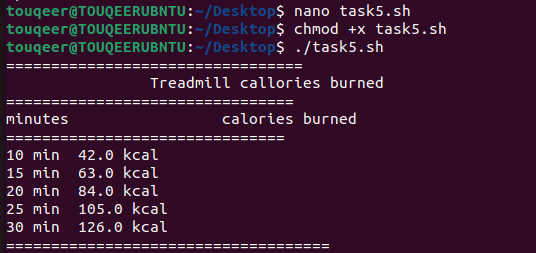 touqeer@TOUQEERUBNTU:~/Desktop$ nano task5.sh
touqeer@TOUQEERUBNTU:~/Desktop$ chmod +x task5.sh
touqeer@TOUQEERUBNTU:~/Desktop$ ./task5.sh
=================================
                Treadmill callories burned
================================
minutes                 calories burned
===============================
10 min  42.0 kcal
15 min  63.0 kcal
20 min  84.0 kcal
25 min  105.0 kcal
30 min  126.0 kcal
====================================